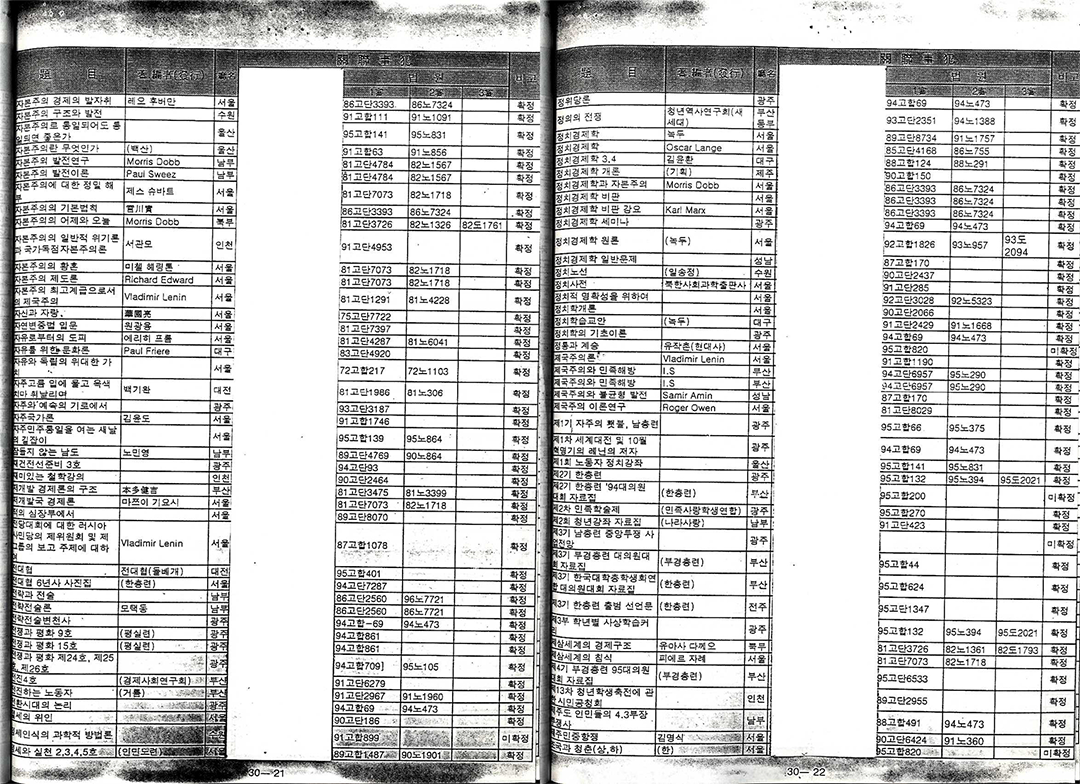 題 目 著編者(發行) 廳名 關聯事犯 비고
법원
1심 2심 3심
자본주의 경제의 발자취 레오 후버만 서울 86고단3393 86노7324 확정
자본주의 구조와 발전 수원 91고합111 91노1091 확정
자본주의로 통일되어도 통
일되면 좋은가 울산 95고합141 95노831 확정
자본주의란 무엇인가 (백산) 울산 91고합63 91노856 확정
자본주의 발전연구 Morris Dobb 남부 81고단4784 82노1567 확정
자본주의 발전이론 Paul Sweez 남부 81고단4784 82노1567 확정
자본주의에 대한 정밀 해
부 제스 슈바트 서울 81고단7073 82노1718 확정
자본주의의 기본법칙 宮川實 서울 86고단3393 86노7324 확정
자본주의의 어제와 오늘 Morris Dobb 북부 81고단3726 82노1326 82도1761 확정
자본주의의 일반적 위기론
과 국가독점자본주의론 서관모 인천 91고단4953 확정
자본주의의 황혼 미첼 헤링톤 서울 81고단7073 82노1718 확정
자본주의 제도론 Richard Edward 서울 81고단7073 82노1718 확정
자본주의 최고계급으로서
의 제국주의 Vladimir Lenin 서울 81고단1291 81노4228 확정
자신과 자랑, 華國亮 서울 75고단7722 확정
자연변증법 입문 원광용 서울 81고단7397 확정
자유로부터의 도피 에리히 프롬 서울 81고단4287 81노6041 확정
자유를 위한 문화론 Paul Friere 대구 83고단4920 확정
자유와 독립의 위대한 가
치 서울 72고합217 72노1103 확정
자주고름 입에 물고 옥색
치마 휘날리며 백기완 대전 81고단1986 81노306 확정
자주와 예속의 기로에서 광주 93고단3187 확정
자주국가론 김윤도 서울 91고합1746 확정
자주민주통일을 여는 새날
의 길잡이 서울 95고합139 95노864 확정
잠들지 않는 남도 노민영 남부 89고단4769 90노864 확정
재건전선준비 3호 광주 94고단93 확정
재미있는 철학강의 인천 90고단2464 확정
저개발 경제론의 구조 本多健吉 부산 81고단3475 81노3399 확정
저개발국 경제론 마쯔이 기요시 서울 81고단7073 82노1718 확정
적의 심장부에서 서울 89고단8070 확정
전당대회에 대한 러시아
사민당의 제위원회 및 제
그룹의 보고 주제에 대하
여 Vladimir Lenin 서울 87고합1078 확정
전대협 전대협(돌베개) 대전 95고합401 확정
전대협 6년사 사진집 (한총련) 서울 94고단7287 확정
전략과 전술 남부 86고단2560 96노7721 확정
전략전술론 모택동 남부 86고단2560 86노7721 확정
전략전술변천사 광주 94고합-69 94노473 확정
전쟁과 평화 9호 (평실련) 광주 94고합861 확정
전쟁과 평화 15호 (평실련) 광주 94고합861 확정
전쟁과 평화 제24호, 제25
호, 제26호 광주 94고합709 95노105 확정
전진4호 (경제사회연구회) 부산 91고단6279 확정
전진하는 노동자 (거름) 부산 91고단2967 91노1960 확정
전환시대의 논리 광주 94고합69 94노473 확정
세의 위인 서울 90고단186 확정
세인식의 과학적 방법론 수원 91고합899 미확정
세와 실천 2,3,4,5호 (인민모련) 서울 89고합1487 90도1901 확정
30— 21
題 目 著編者(發行) 廳名 關聯事犯 비고
법원
1심 2심 3심
정위당론 광주 94고합69 94노473 확정
정의의 전쟁 청년역사연구회(새
세대) 부산
동부 93고단2351 94노1388 확정
정치경제학 녹두 서울 89고단8734 91노1757 확정
정치경제학 Oscar Lange 서울 85고단4168 86노755 확정
정치경제학 3,4 김윤환 대구 88고합124 88노291 확정
정치경제학 개론 (기획) 제주 90고합150 확정
정치경제학과 자본주의 Morris Dobb 서울 86고단3393 86노7324 확정
정치경제학 비판 서울 86고단3393 86노7324 확정
정치경제학 비판 강요 Karl Marx 서울 86고단3393 86노7324 확정
정치경제학 세미나 광주 94고합69 94노473 확정
정치경제학 원론 (녹두) 서울 92고합1826 93노957 93도
2094 확정
정치경제학 일반문제 성남 87고합170 확정
정치노선 (일송정) 수원 90고단2437 확정
정치사전 북한사회과학출판사 서울 91고단285 확정
정치적 명확성을 위하여 서울 92고단3028 92노5323 확정
정치학개론 서울 90고단2066 확정
정치학습교안 (녹두) 대구 91고단2429 91노1668 확정
정치학의 기초이론 광주 94고합69 94노473 확정
정통과 계승 유작촌(현대사) 서울 95고합820 미확정
제국주의론 Vladimir Lenin 서울 91고합1190 확정
제국주의와 민족해방 I.S 부산 94고단6957 95노290 확정
제국주의와 민족해방 I.S 부산 94고단6957 95노290 확정
제국주의와 불균형 발전 Samir Amin 성남 87고합170 확정
제국주의 이론연구 Roger Owen 서울 81고단8029 확정
제1기 자주의 횃불, 남총련 광주 95고합66 95노375 확정
제1차 세계대전 및 10월
혁명기의 레닌의 저자 광주 94고합69 94노473 확정
제1회 노동자 정치강좌 울산 95고합141 95노831 확정
제2기 한총련 광주 95고합132 95노394 95도2021 확정
제2기 한총련 '94대의원
대회 자료집 (한총련) 부산 95고합200 미확정
제2차 민족학술제 (민족사랑학생연합) 광주 95고합270 확정
제2회 청년강좌 자료집 (나라사랑) 남부 91고단423 확정
제3기 남총련 중앙투쟁 사
업전망 광주 미확정
제3기 부경총련 대의원대
회 자료집 (부경총련) 부산 95고합44 확정
제3기 한국대학총학생회연
합 대의원대회 자료집 (한총련) 부산 95고합624 확정
제3기 한총련 출범 선언문 (한총련) 전주 95고단1347 확정
제3부 학년별 사상학습커
리 광주 95고합132 95노394 95도2021 확정
제삼세계의 경제구조 유아사 다케오 북부 81고단3726 82노1361 82도1793 확정
제삼세계의 침식 피에르 자례 서울 81고단7073 82노1718 확정
제4기 부경총련 95대의원
대회 자료집 (부경총련) 부산 95고단6533 확정
제13차 청년학생축전에 관
한 시민공청회 인천 89고단2955 확정
제주도 인민들의 4.3무장
투쟁사 남부 88고합491 94노473 확정
제주민중항쟁 김명식 서울 90고단6424 91노360 확정
조국과 청춘(상,하) (한) 서울 95고합820 미확정
30— 22